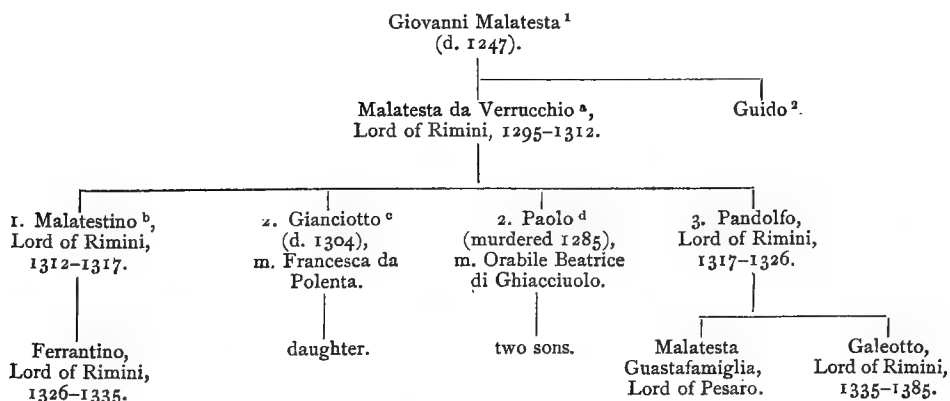 Giovanni Malatesta ¹
(d. 1247).
Malatesta da Verrucchio ᵃ,
Lord of Rimini, 1295–1312.
Guido ².
1. Malatestino ᵇ,
Lord of Rimini,
1312–1317.
2. Gianciotto ᶜ
(d. 1304),
m. Francesca da
Polenta.
2. Paolo ᵈ
(murdered 1285),
m. Orabile Beatrice
di Ghiacciuolo.
3. Pandolfo,
Lord of Rimini,
1317–1326.
Ferrantino,
Lord of Rimini,
1326–1335.
daughter.
two sons.
Malatesta
Guastafamiglia,
Lord of Pesaro.
Galeotto,
Lord of Rimini,
1335–1385.